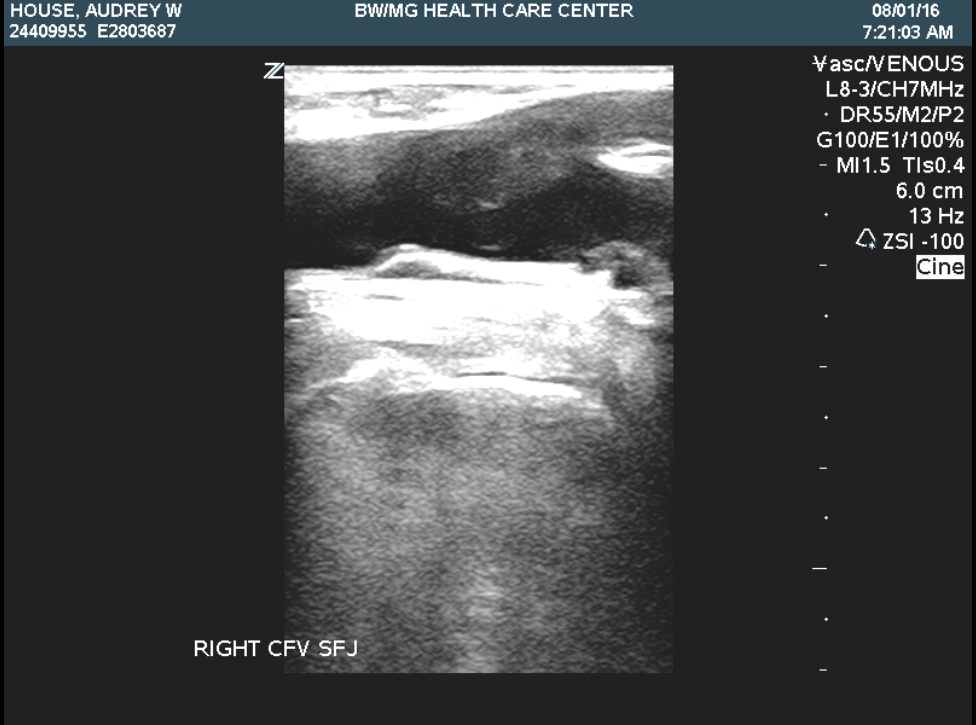 HOUSE, AUDREY W
24409955 E2803687
BW/MG HEALTH CARE CENTER
08/01/16
7:21:03 AM
Z
Vasc/VENOUS
L8-3/CH7MHz
DR55/M2/P2
G100/E1/100%
MI1.5 TIs0.4
6.0 cm
13 Hz
ZSI -100
Cine
RIGHT CFV SFJ